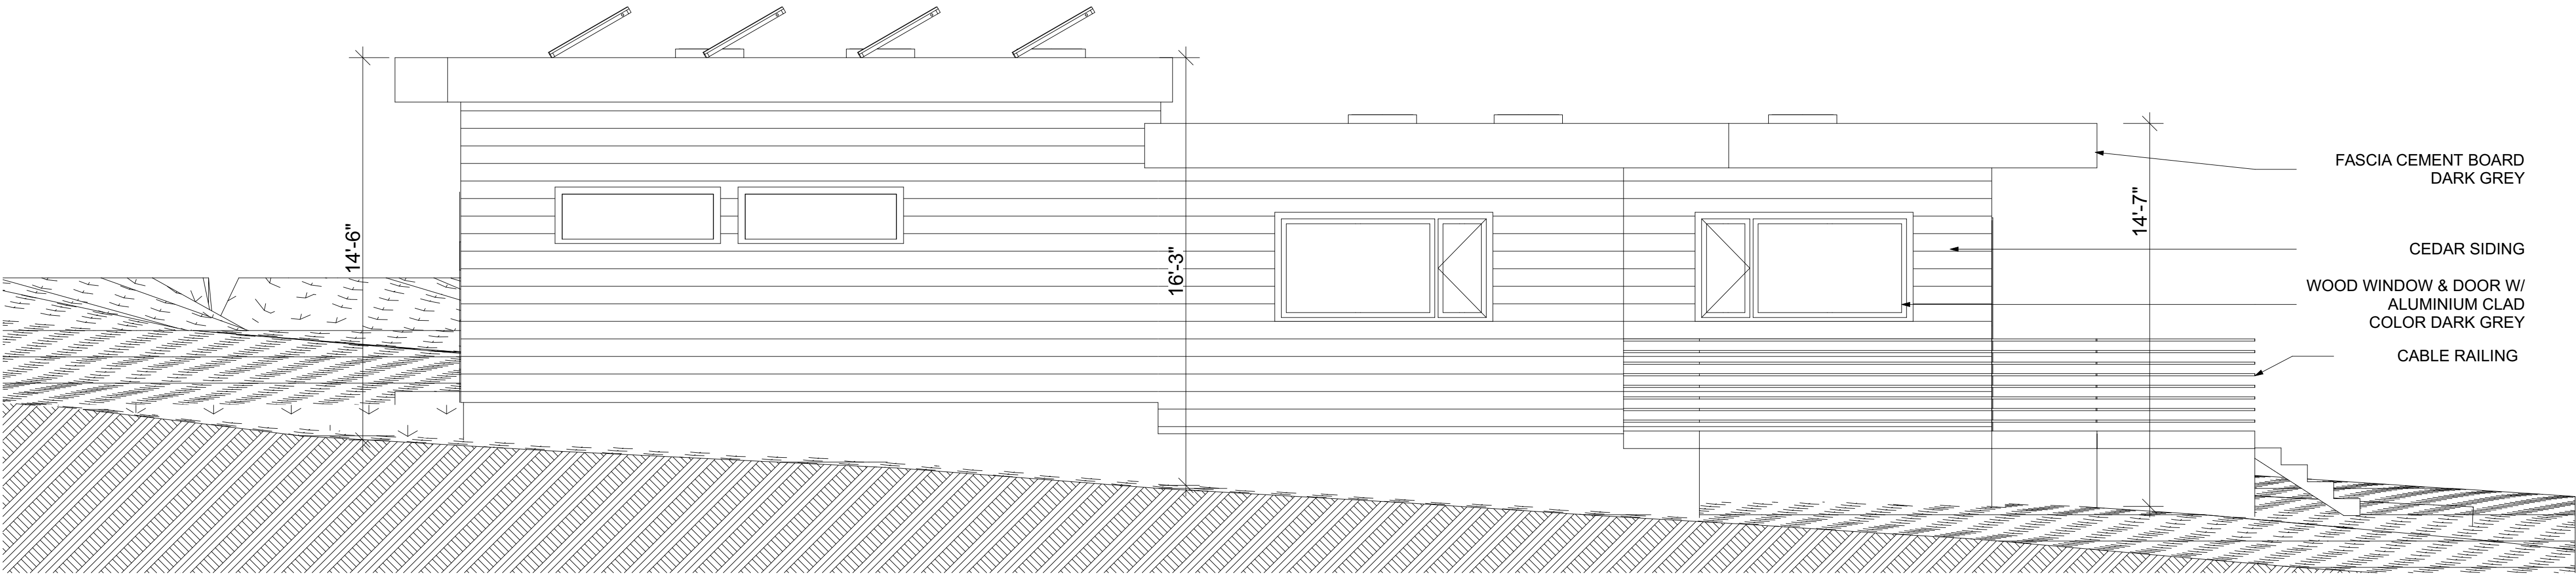 14'-6"
16'-3"
14'-7"
FASCIA CEMENT BOARD
DARK GREY
CEDAR SIDING
WOOD WINDOW & DOOR W/
ALUMINIUM CLAD
COLOR DARK GREY
CABLE RAILING